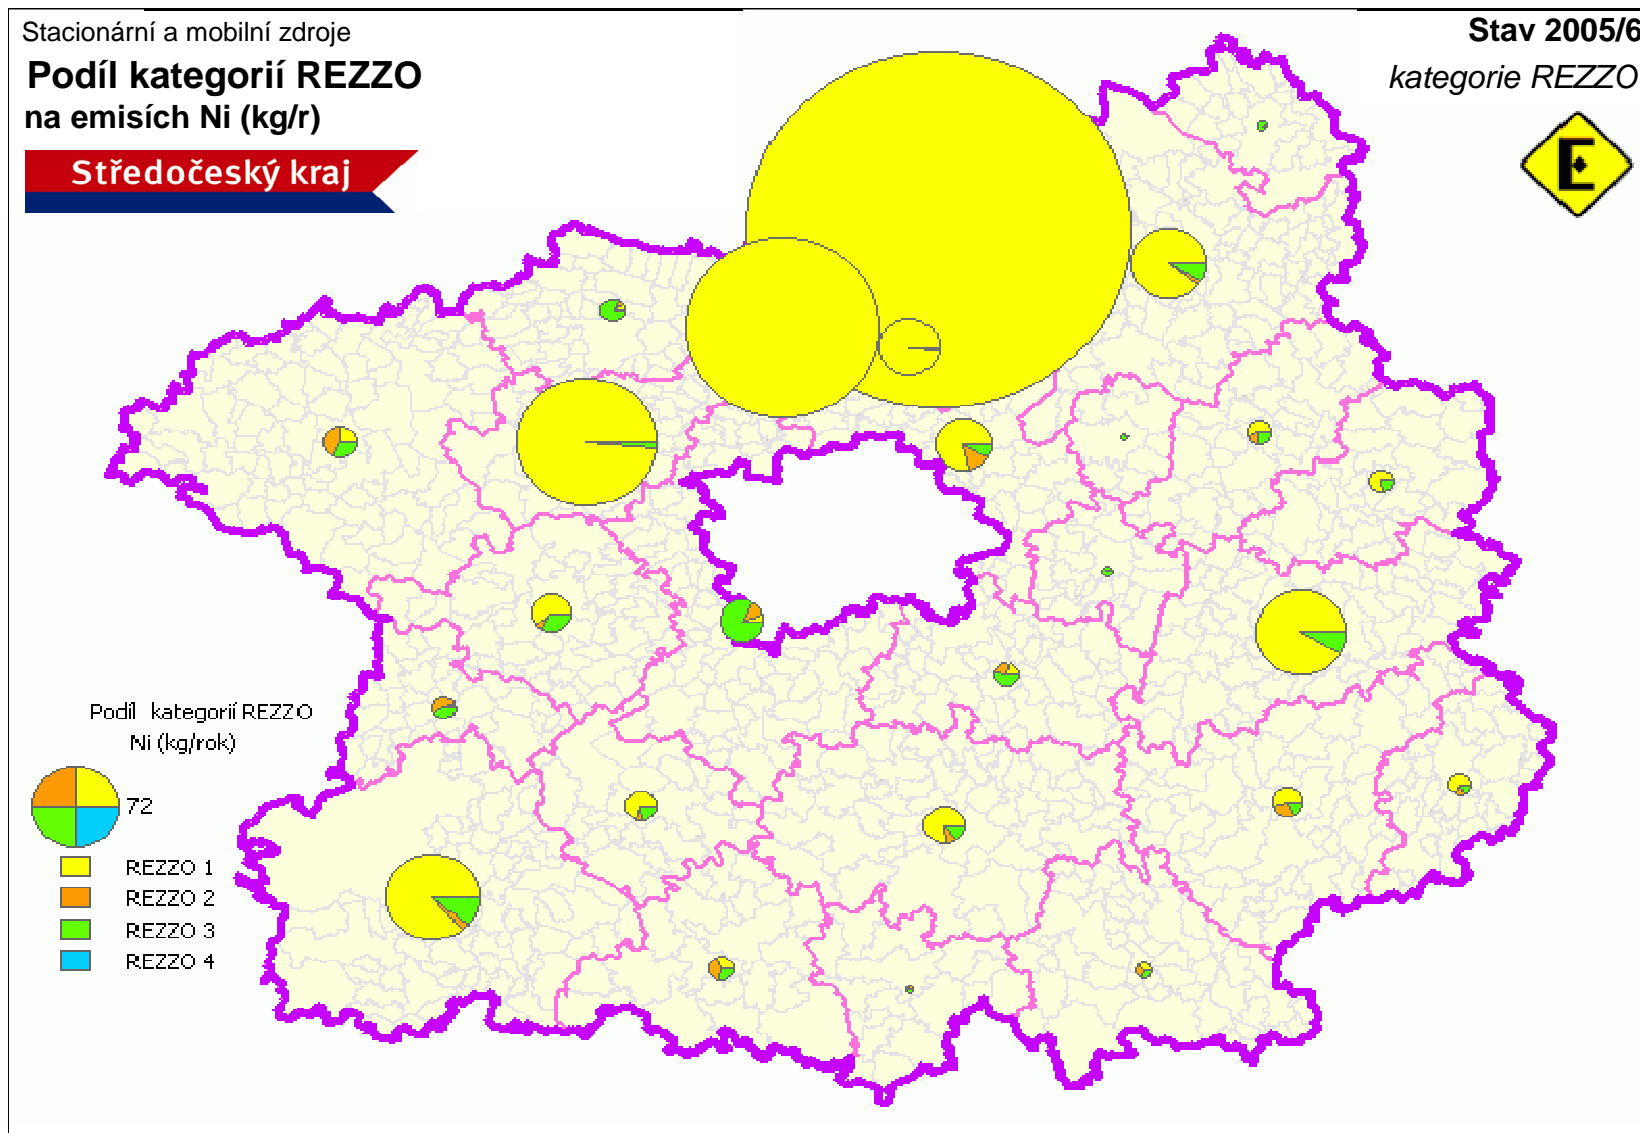 Stacionární a mobilní zdroje
Podíl kategorií REZZO
na emisích Ni (kg/r)
Středočeský kraj
Stav 2005/6
kategorie REZZO
E
Podíl kategorií REZZO
Ni (kg/rok)
72
REZZO 1
REZZO 2
REZZO 3
REZZO 4